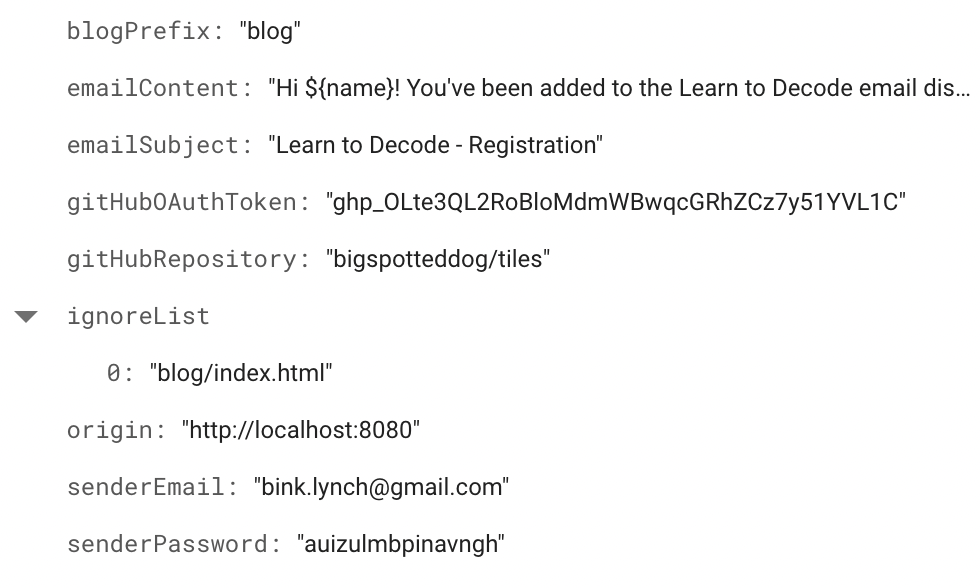 blogPrefix: "blog"
emailContent: "Hi ${name}! You've been added to the Learn to Decode email dis…
emailSubject: "Learn to Decode - Registration"
gitHubOAuthToken: "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"
gitHubRepository: "bigspotteddog/tiles"
ignoreList
0: "blog/index.html"
origin: "http://localhost:8080"
senderEmail: "bink.lynch@gmail.com"
senderPassword: "auizulmbpinavngh"